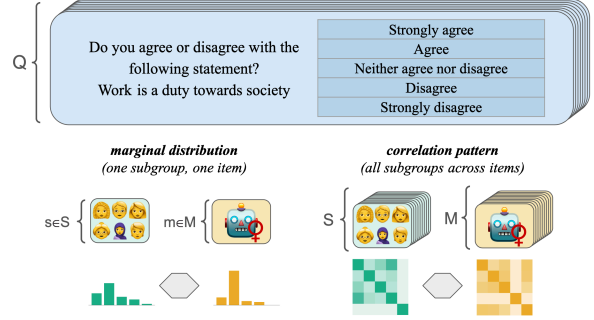 Q
Do you agree or disagree with the
following statement?
Work is a duty towards society
Strongly agree
Agree
Neither agree nor disagree
Disagree
Strongly disagree
marginal distribution
(one subgroup, one item)
correlation pattern
(all subgroups across items)
s∈S
m∈M
S
M